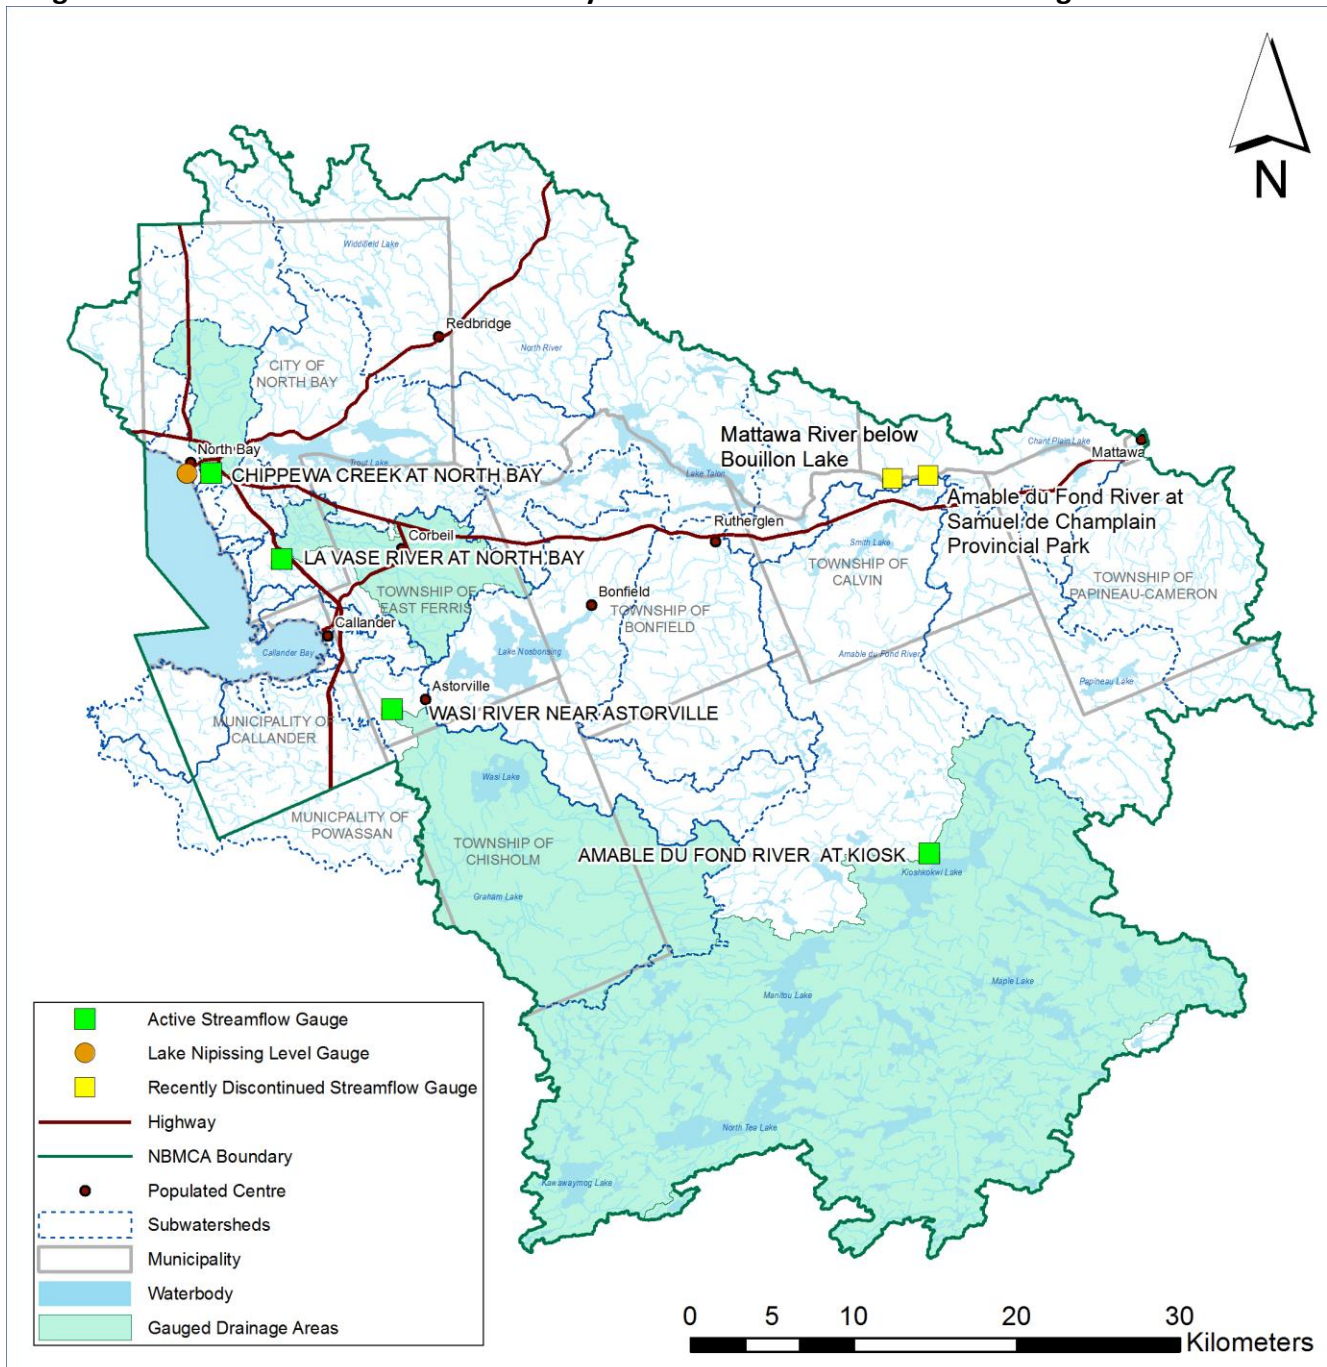 N
Widdifield Lake
Redbridge
North River
CITY OF
NORTH BAY
North Bay
CHIPPEWA CREEK AT NORTH BAY
Trout Lake
Lake Talon
Mattawa River below
Bouillon Lake
Chant Plain Lake
Mattawa
Amable du Fond River at
Samuel de Champlain
Provincial Park
Rutherglen
Corbeil
LA VASE RIVER AT NORTH BAY
Smith Lake
TOWNSHIP OF
CALVIN
TOWNSHIP OF
PAPINEAU-CAMERON
TOWNSHIP OF
EAST FERRIS
Bonfield
TOWNSHIP OF
BONFIELD
Callander
Callander Bay
Lake Nosbonsing
Amable du Fond River
Papineau Lake
Astorville
WASI RIVER NEAR ASTORVILLE
MUNICIPALITY OF
CALLANDER
Wasi Lake
MUNICPALITY OF
POWASSAN
TOWNSHIP OF
CHISHOLM
AMABLE DU FOND RIVER AT KIOSK
Kioshkokwi Lake
Graham Lake
Manitou Lake
Maple Lake
North Tea Lake
Kawawaymog Lake
Active Streamflow Gauge
Lake Nipissing Level Gauge
Recently Discontinued Streamflow Gauge
Highway
NBMCA Boundary
Populated Centre
Subwatersheds
Municipality
Waterbody
Gauged Drainage Areas
0 5 10 20 30
Kilometers